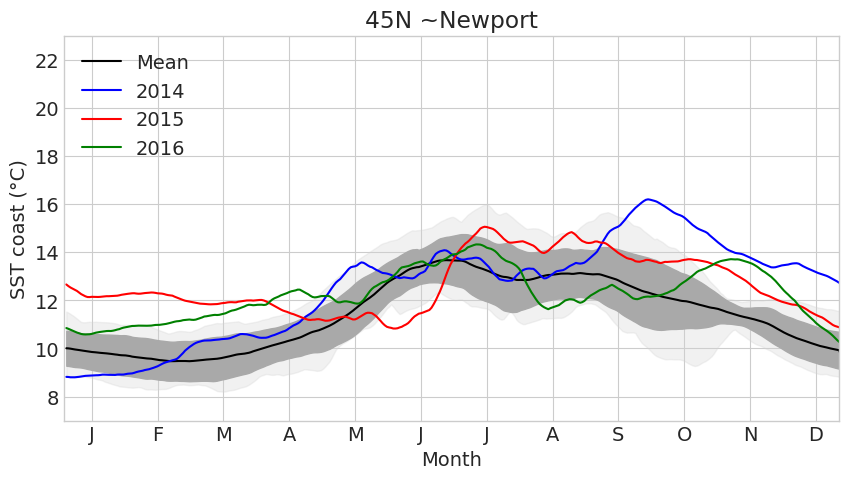 45N ~Newport
SST coast (°C)
22
20
18
16
14
12
10
8
Mean
2014
2015
2016
J F M A M J J A S O N D
Month